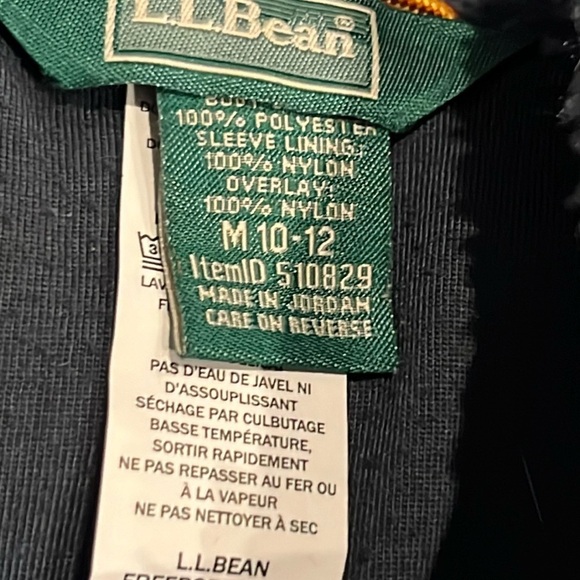 L.L.Bean®
100% POLYESTER
SLEEVE LINING:
100% NYLON
OVERLAY:
100% NYLON
M 10-12
ItemID 510829
MADE IN JORDAN
CARE ON REVERSE
PAS D'EAU DE JAVEL NI
D'ASSOUPLISSANT
SÉCHAGE PAR CULBUTAGE
BASSE TEMPÉRATURE,
SORTIR RAPIDEMENT
NE PAS REPASSER AU FER OU
À LA VAPEUR
NE PAS NETTOYER À SEC
L.L.BEAN